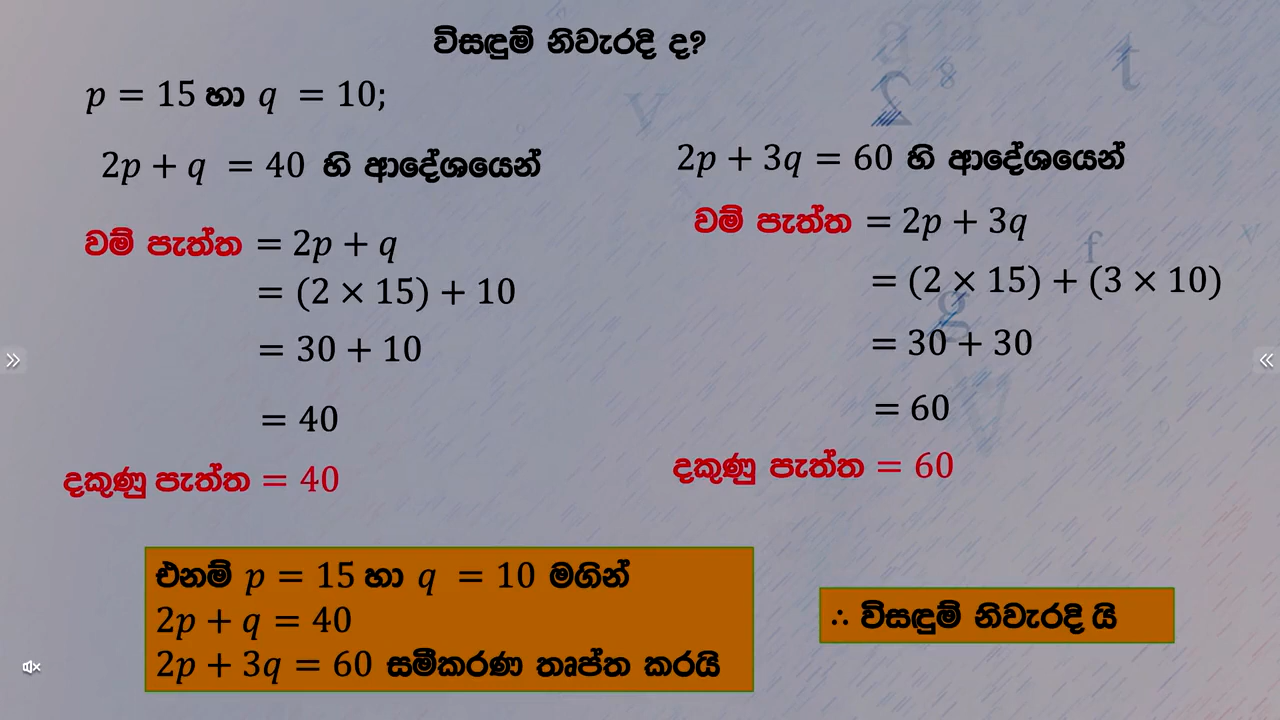 විසඳුම් නිවැරදි ද?
p = 15 හා q = 10;
2p + q = 40 හි ආදේශයෙන්
වම් පැත්ත = 2p + q
= (2 × 15) + 10
= 30 + 10
= 40
දකුණු පැත්ත = 40
2p + 3q = 60 හි ආදේශයෙන්
වම් පැත්ත = 2p + 3q
= (2 × 15) + (3 × 10)
= 30 + 30
= 60
දකුණු පැත්ත = 60
එනම් p = 15 හා q = 10 මගින්
2p + q = 40
2p + 3q = 60 සමීකරණ තෘප්ත කරයි
∴ විසඳුම් නිවැරදි යි